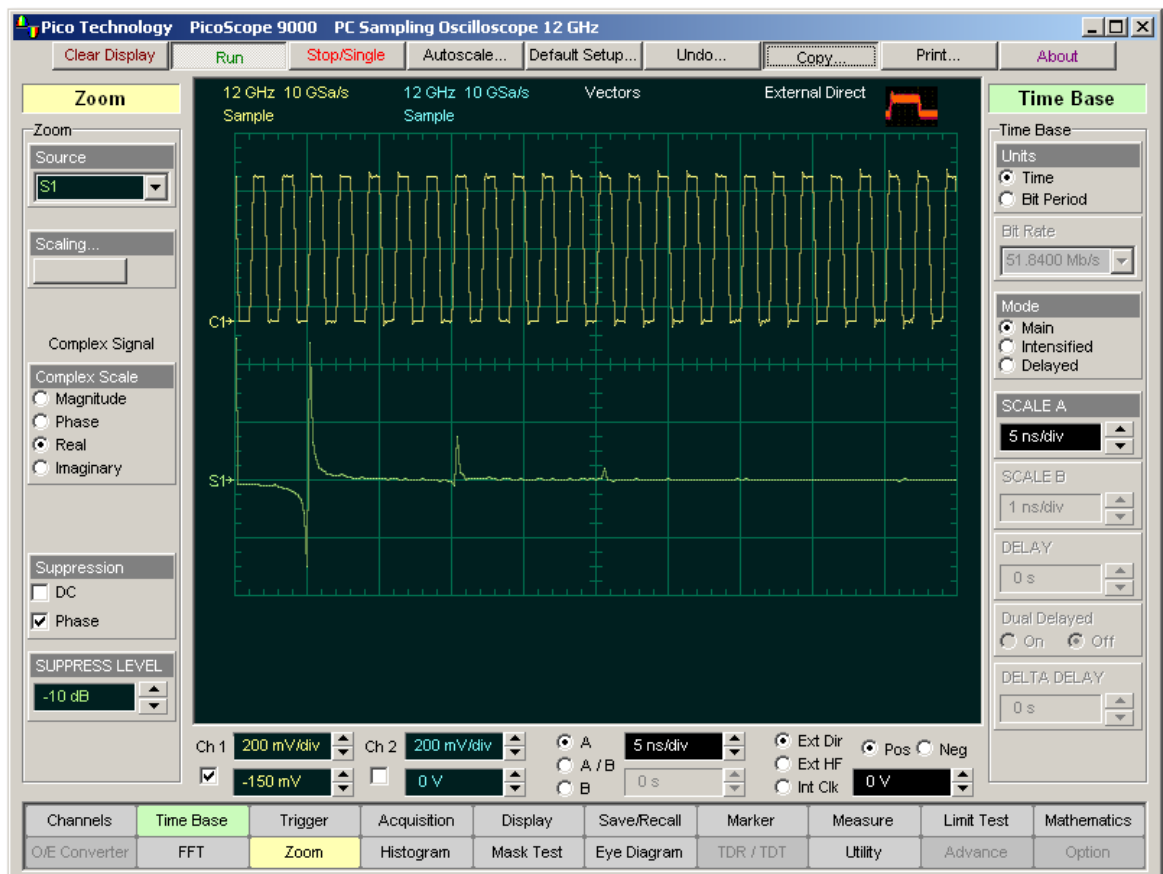 Pico Technology PicoScope 9000 PC Sampling Oscilloscope 12 GHz
Clear Display Run Stop/Single Autoscale... Default Setup... Undo... Copy... Print... About
Zoom
Zoom
Source
S1
Scaling...
Complex Signal
Complex Scale
Magnitude
Phase
Real
Imaginary
Suppression
DC
Phase
SUPPRESS LEVEL
-10 dB
12 GHz 10 GSa/s 12 GHz 10 GSa/s Vectors External Direct
Sample Sample
C1
S1
Time Base
Time Base
Units
Time
Bit Period
Bit Rate
51.8400 Mb/s
Mode
Main
Intensified
Delayed
SCALE A
5 ns/div
SCALE B
1 ns/div
DELAY
0 s
Dual Delayed
On Off
DELTA DELAY
0 s
Ch 1 200 mV/div Ch 2 200 mV/div A 5 ns/div Ext Dir Pos Neg
A / B Ext HF
-150 mV 0 V B 0 s Int Clk 0 V
Channels Time Base Trigger Acquisition Display Save/Recall Marker Measure Limit Test Mathematics
O/E Converter FFT Zoom Histogram Mask Test Eye Diagram TDR / TDT Utility Advance Option